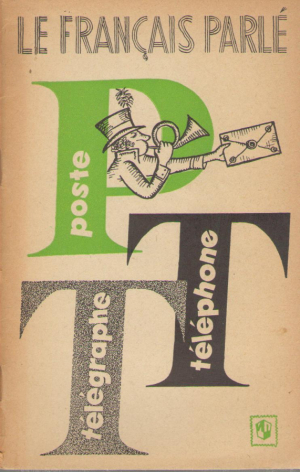 LE FRANÇAIS PARLÉ
P
poste
T
téléphone
T
télégraphe